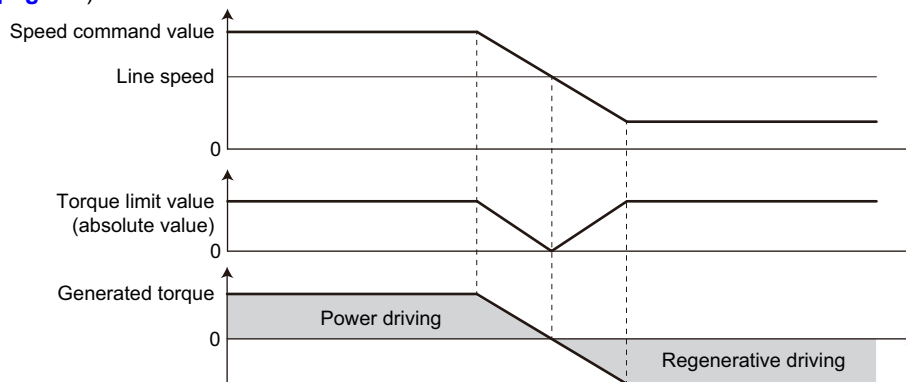 Speed command value
Line speed
0
Torque limit value
(absolute value)
0
Generated torque
Power driving
0
Regenerative driving